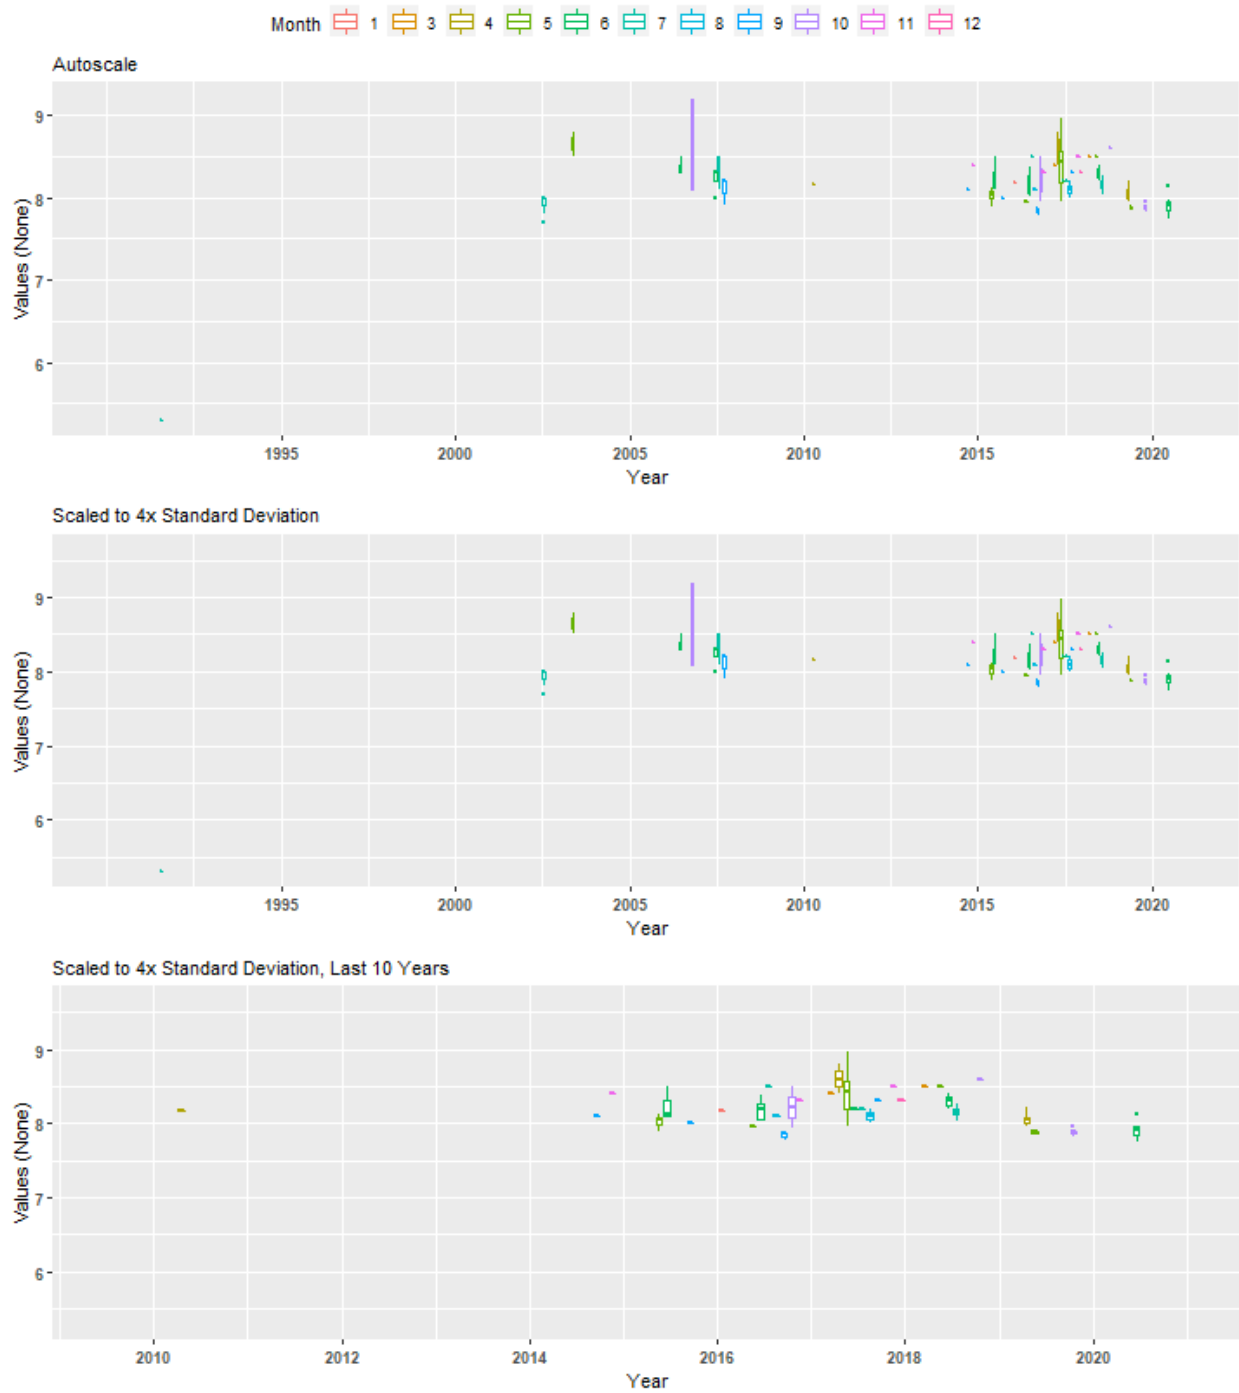 Month 1 3 4 5 6 7 8 9 10 11 12
Autoscale
9
8
7
6
Values (None)
1995 2000 2005 2010 2015 2020
Year
Scaled to 4x Standard Deviation
9
8
7
6
Values (None)
1995 2000 2005 2010 2015 2020
Year
Scaled to 4x Standard Deviation, Last 10 Years
9
8
7
6
Values (None)
2010 2012 2014 2016 2018 2020
Year